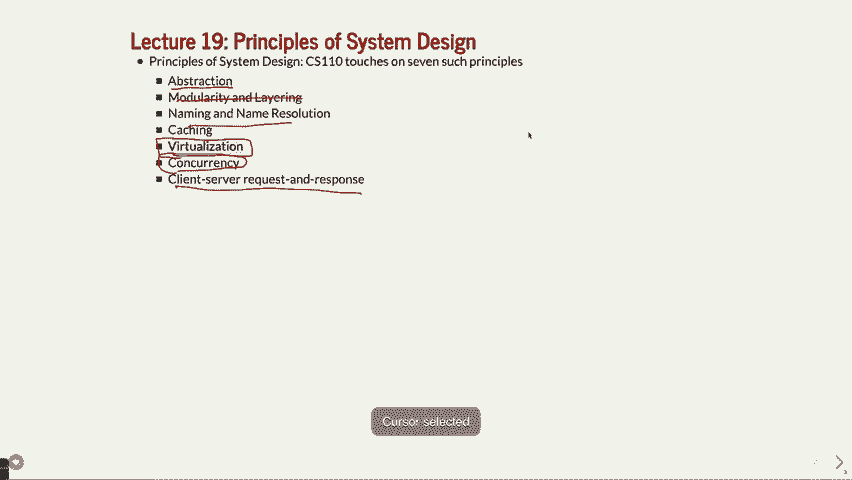 Lecture 19: Principles of System Design
Principles of System Design: CS110 touches on seven such principles
Abstraction
Modularity and Layering
Naming and Name Resolution
Caching
Virtualization
Concurrency
Client-server request-and-response
Cursor selected